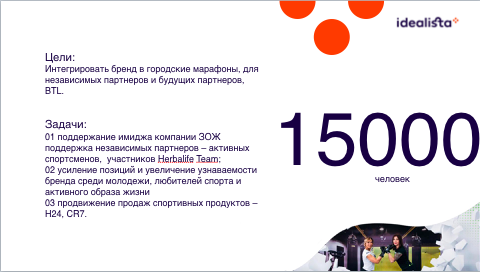 idealista
Цели:
Интегрировать бренд в городские марафоны, для
независимых партнеров и будущих партнеров,
BTL.
Задачи:
01 поддержание имиджа компании ЗОЖ
поддержка независимых партнеров – активных
спортсменов, участников Herbalife Team;
02 усиление позиций и увеличение узнаваемости
бренда среди молодежи, любителей спорта и
активного образа жизни
03 продвижение продаж спортивных продуктов –
H24, CR7.
15000
человек